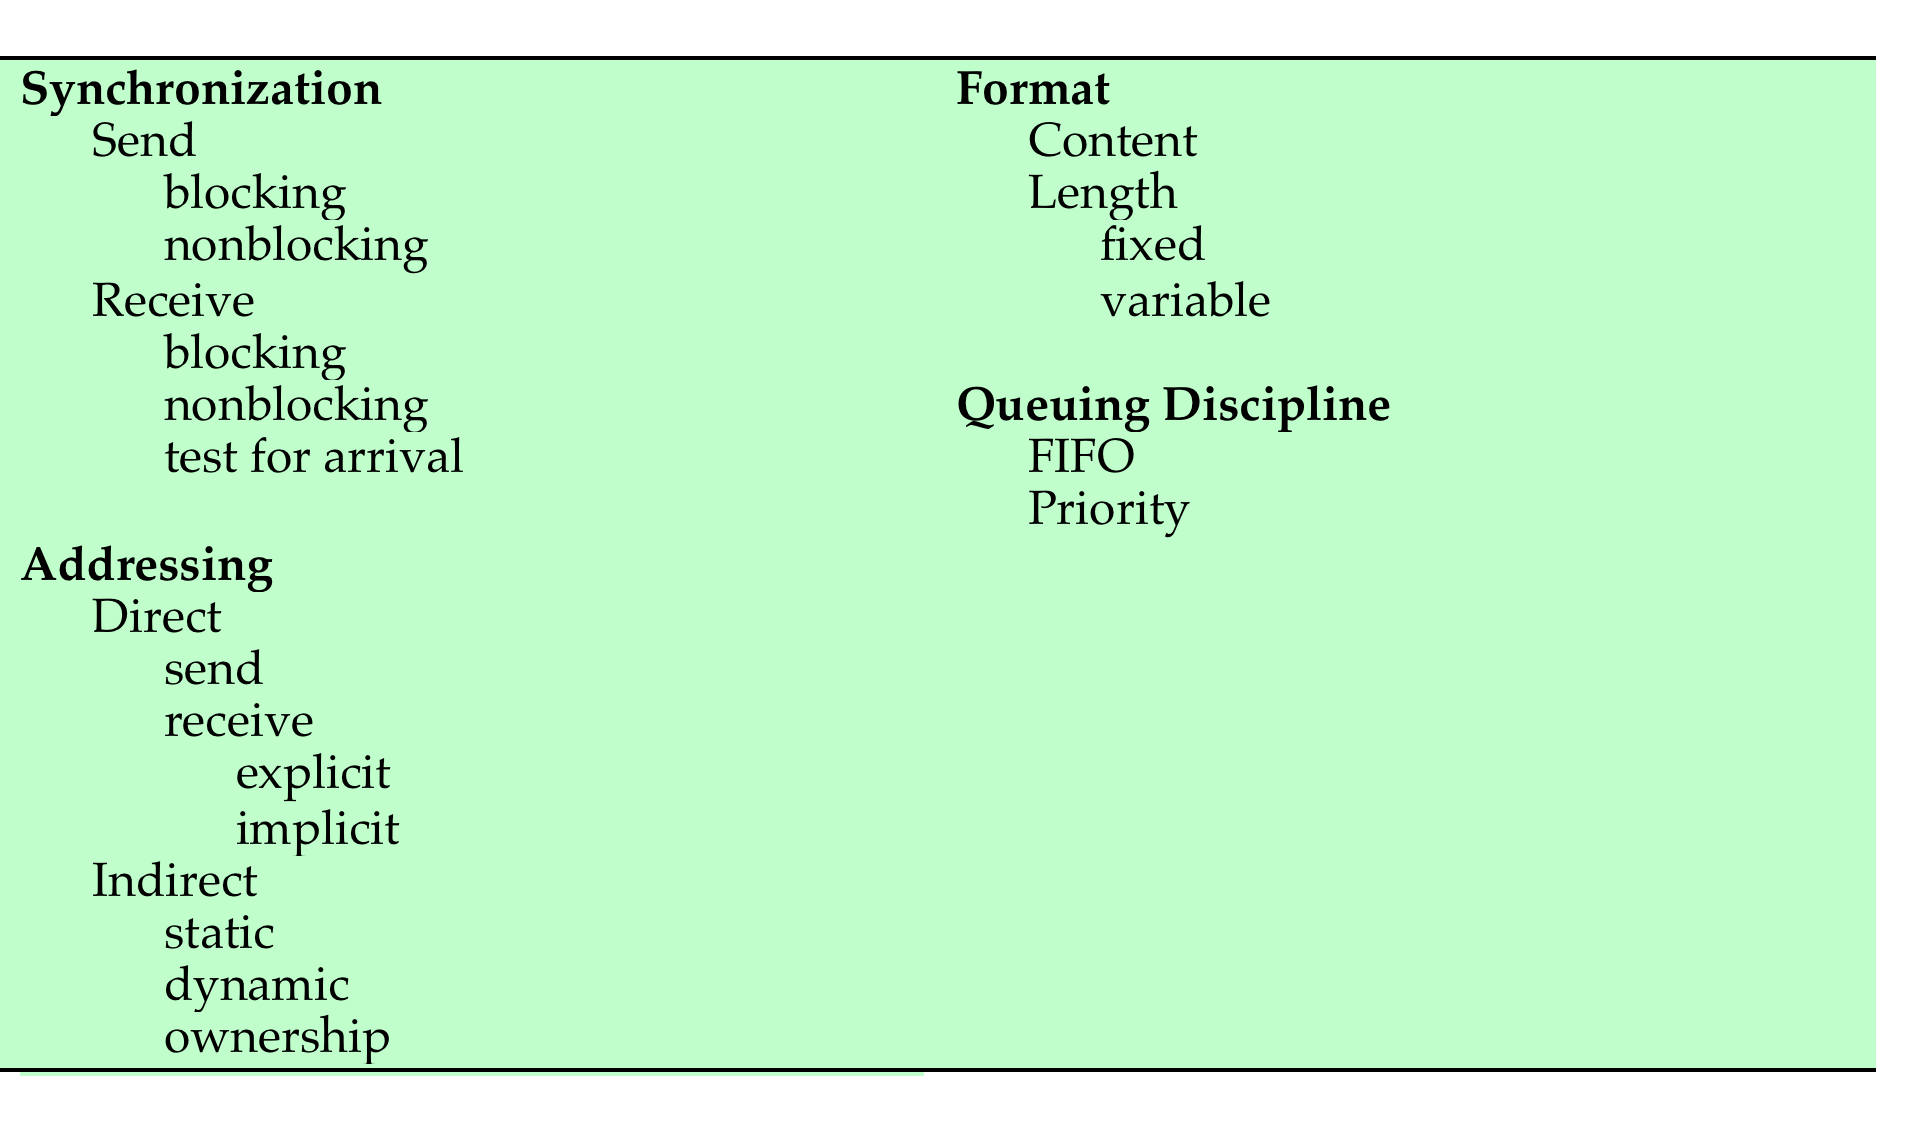 Synchronization
Send
blocking
nonblocking
Receive
blocking
nonblocking
test for arrival
Addressing
Direct
send
receive
explicit
implicit
Indirect
static
dynamic
ownership
Format
Content
Length
fixed
variable
Queuing Discipline
FIFO
Priority